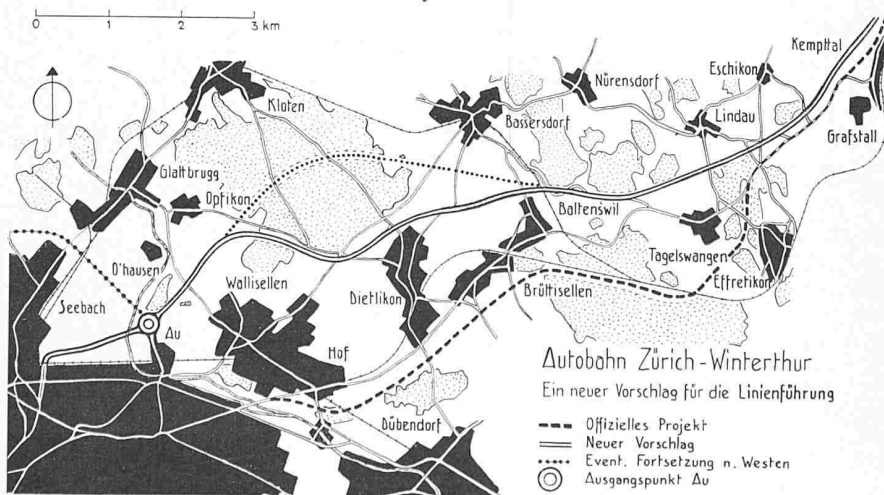 0 1 2 3 km
Kempttal
Eschikon
Nürensdorf
Kloten
Bassersdorf
Lindau
Grafstall
Glattbrugg
Opfikon
Baltenswil
Tagelswangen
O'hausen
Wallisellen
Dietlikon
Effretikon
Brüttisellen
Seebach
Au
Hof
Dübendorf
Autobahn Zürich-Winterthur
Ein neuer Vorschlag für die Linienführung
Offizielles Projekt
Neuer Vorschlag
Event. Fortsetzung n. Westen
Ausgangspunkt Au